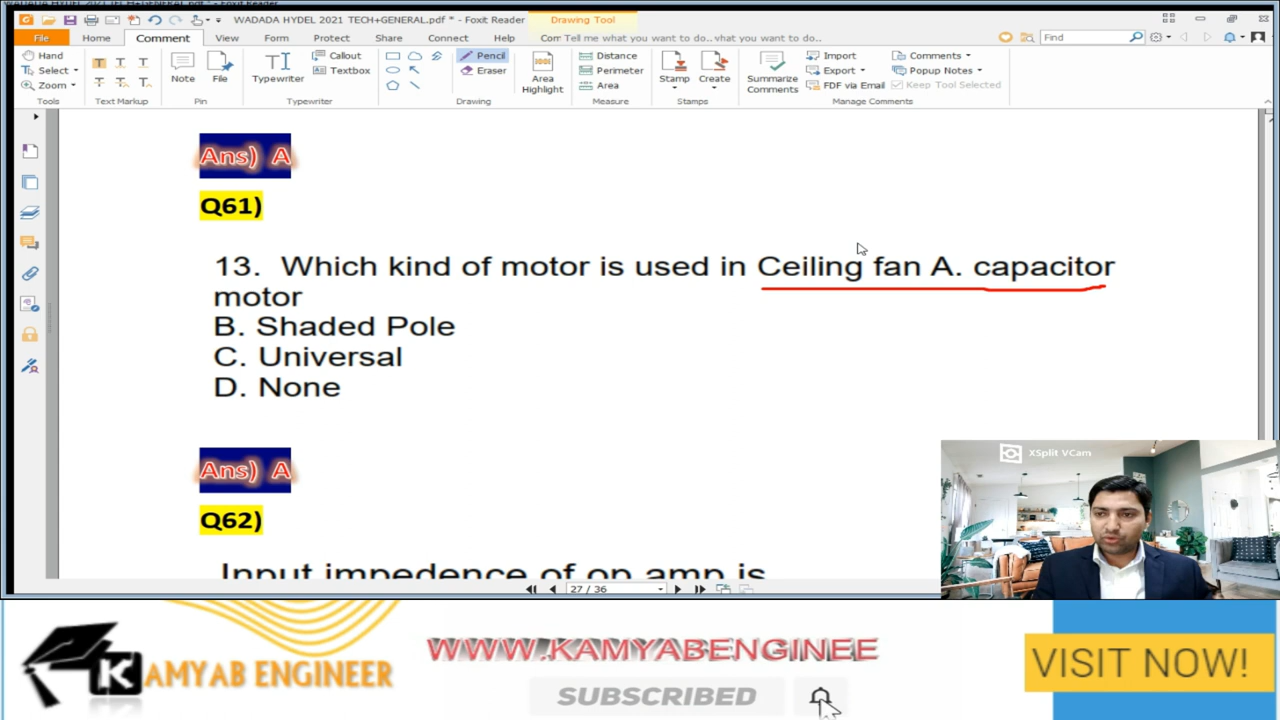 WADADA HYDEL 2021 TECH+GENERAL.pdf * - Foxit Reader
Drawing Tool
File Home Comment View Form Protect Share Connect Con Tell me what you want to do.. what you want to do.. Find
Hand
Select
Zoom
Tools
Text Markup
Note
File
Pin
Typewriter
Callout
Textbox
Typewriter
Pencil
Eraser
Drawing
Area Highlight
Distance
Perimeter
Area
Measure
Stamp
Create
Stamps
Summarize Comments
Import
Export
FDF via Email
Comments
Popup Notes
Keep Tool Selected
Manage Comments
Ans) A
Q61)
13. Which kind of motor is used in Ceiling fan A. capacitor
motor
B. Shaded Pole
C. Universal
D. None
Ans) A
Q62)
Input impedence of op amp is
27 / 36
XSplit VCam
K
AMYAB ENGINEER
WWW.KAMYABENGINEE
SUBSCRIBED
VISIT NOW!